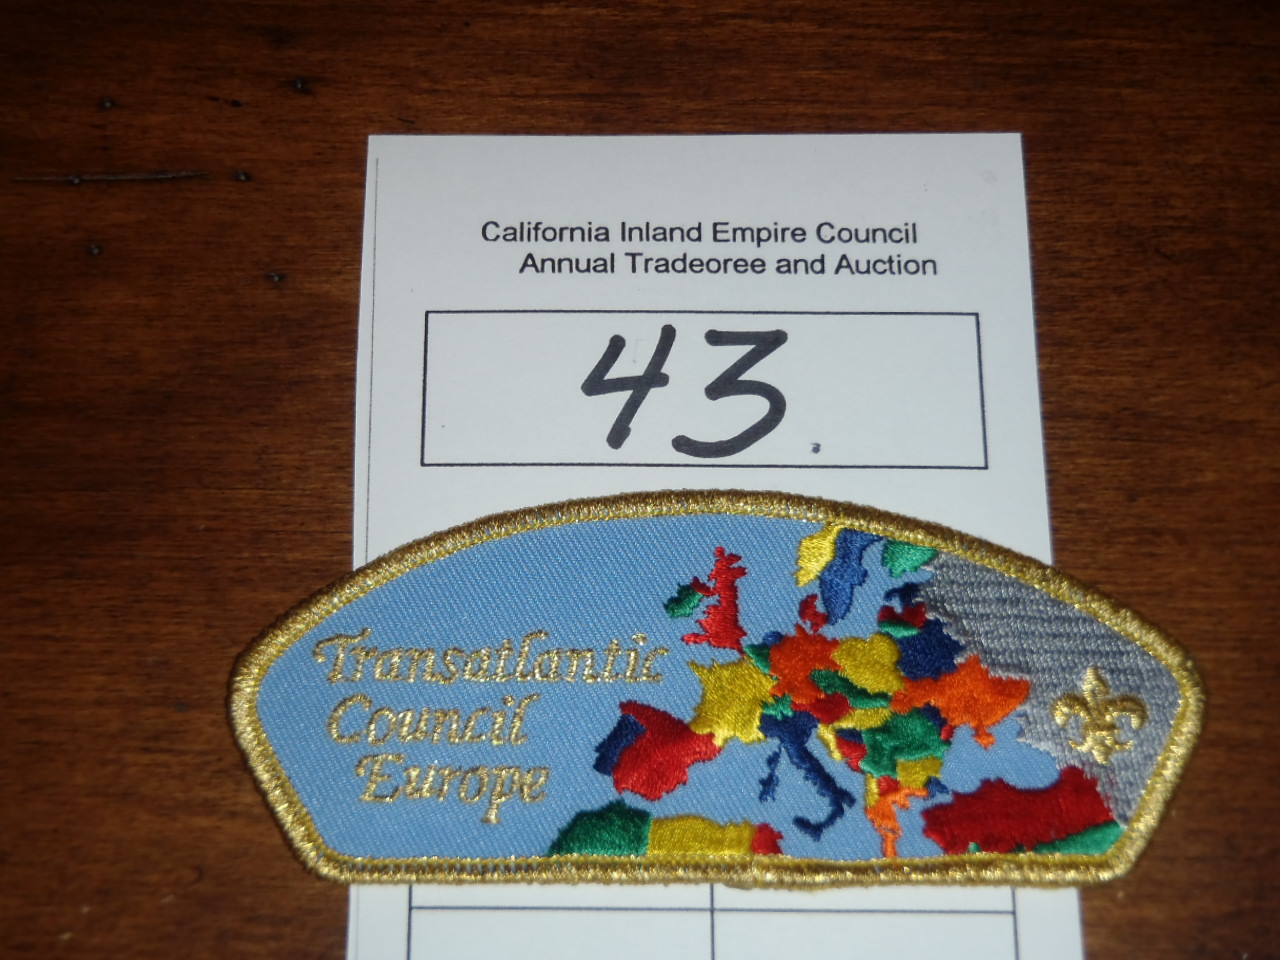 California Inland Empire Council
Annual Tradeoree and Auction
43
Transatlantic
Council
Europe